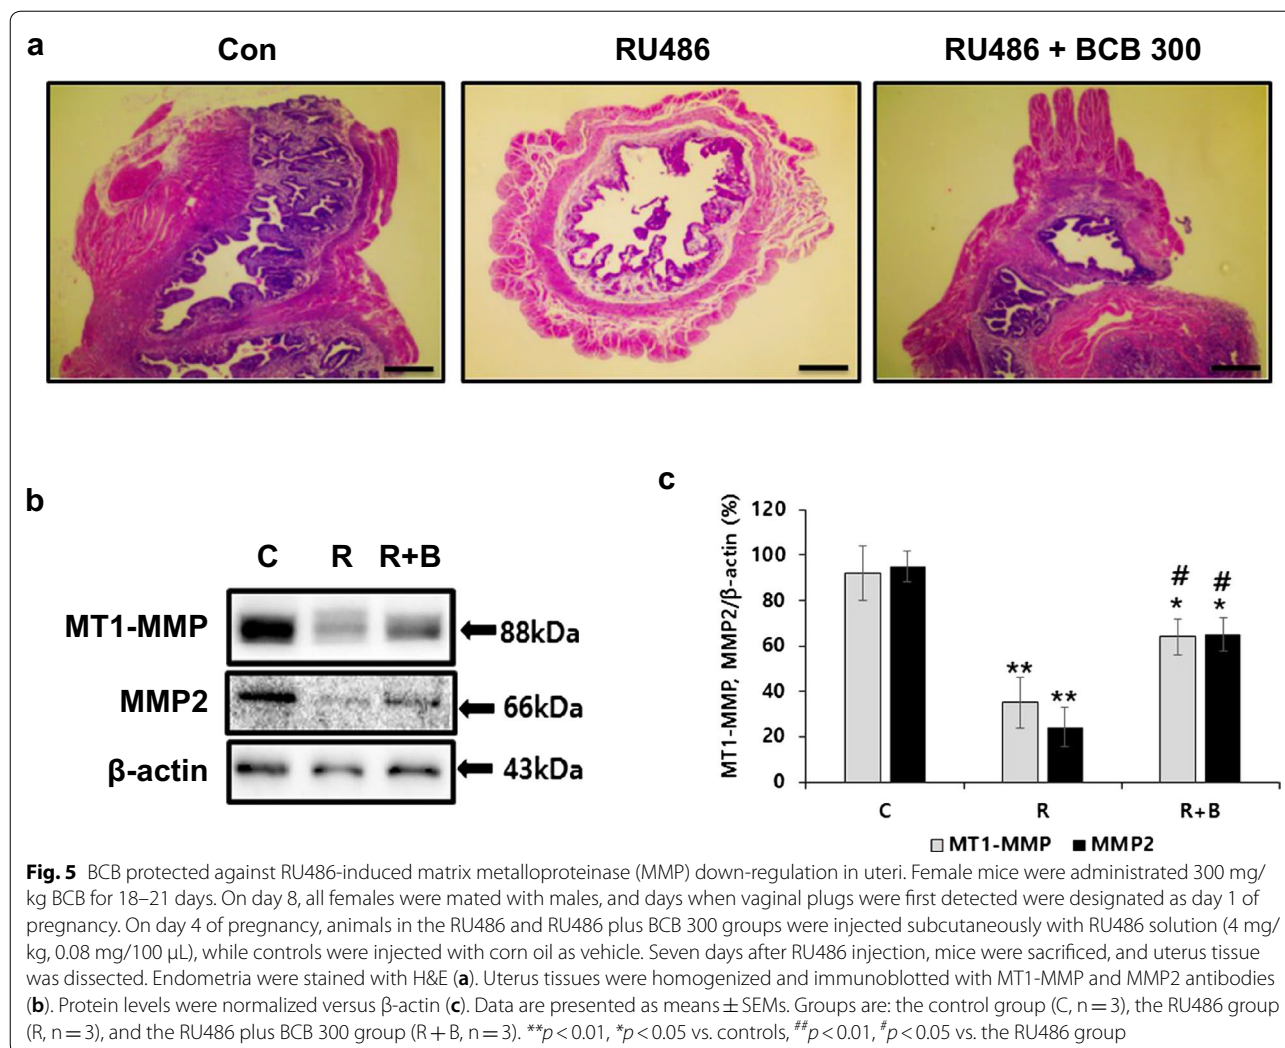 a
Con
RU486
RU486 + BCB 300
b
C R R+B
MT1-MMP
88kDa
MMP2
66kDa
β-actin
43kDa
c
MT1-MMP, MMP2/β-actin (%)
120
100
80
60
40
20
0
**
**
#
*
#
*
C R R+B
MT1-MMP MMP2
Fig. 5 BCB protected against RU486-induced matrix metalloproteinase (MMP) down-regulation in uteri. Female mice were administrated 300 mg/
kg BCB for 18–21 days. On day 8, all females were mated with males, and days when vaginal plugs were first detected were designated as day 1 of
pregnancy. On day 4 of pregnancy, animals in the RU486 and RU486 plus BCB 300 groups were injected subcutaneously with RU486 solution (4 mg/
kg, 0.08 mg/100 µL), while controls were injected with corn oil as vehicle. Seven days after RU486 injection, mice were sacrificed, and uterus tissue
was dissected. Endometria were stained with H&E (a). Uterus tissues were homogenized and immunoblotted with MT1-MMP and MMP2 antibodies
(b). Protein levels were normalized versus β-actin (c). Data are presented as means ± SEMs. Groups are: the control group (C, n = 3), the RU486 group
(R, n = 3), and the RU486 plus BCB 300 group (R + B, n = 3). **p < 0.01, *p < 0.05 vs. controls, ##p < 0.01, #p < 0.05 vs. the RU486 group